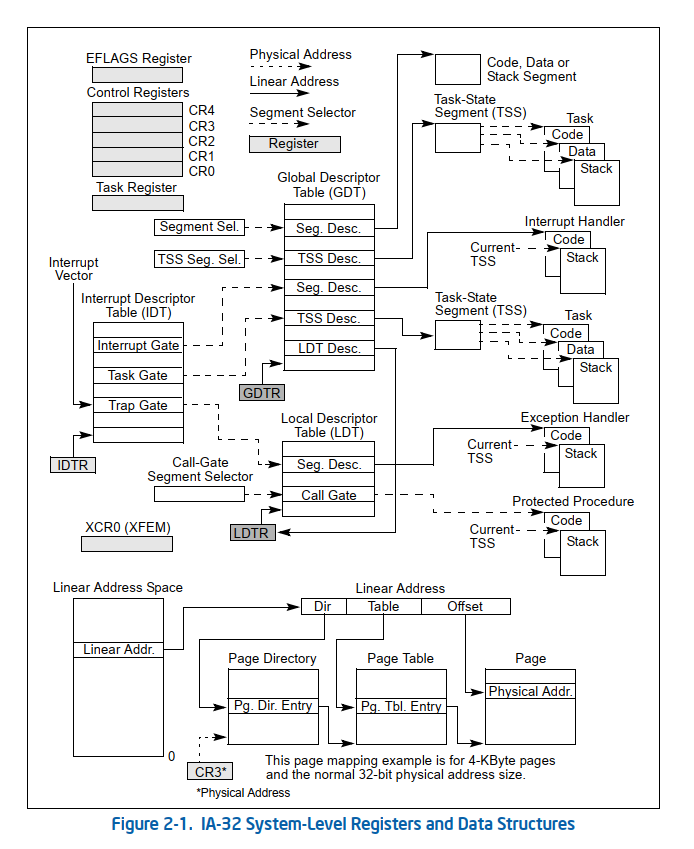 EFLAGS Register
Control Registers
CR4
CR3
CR2
CR1
CR0
Task Register
Physical Address
Linear Address
Segment Selector
Register
Global Descriptor
Table (GDT)
Code, Data or
Stack Segment
Task-State
Segment (TSS)
Task
Code
Data
Stack
Segment Sel.
Seg. Desc.
TSS Seg. Sel.
TSS Desc.
Interrupt Handler
Code
Current
TSS
Stack
Interrupt
Vector
Seg. Desc.
Interrupt Descriptor
Table (IDT)
Task-State
Segment (TSS)
Task
Code
Data
Stack
TSS Desc.
Interrupt Gate
LDT Desc.
Task Gate
GDTR
Trap Gate
Local Descriptor
Table (LDT)
Exception Handler
Code
Current
TSS
Stack
IDTR
Call-Gate
Segment Selector
Seg. Desc.
Call Gate
Protected Procedure
Code
Current
TSS
Stack
XCR0 (XFEM)
LDTR
Linear Address Space
Linear Address
Dir
Table
Offset
Linear Addr.
Page Directory
Page Table
Page
Physical Addr.
Pg. Dir. Entry
Pg. Tbl. Entry
0
CR3*
This page mapping example is for 4-KByte pages
and the normal 32-bit physical address size.
*Physical Address
Figure 2-1. IA-32 System-Level Registers and Data Structures